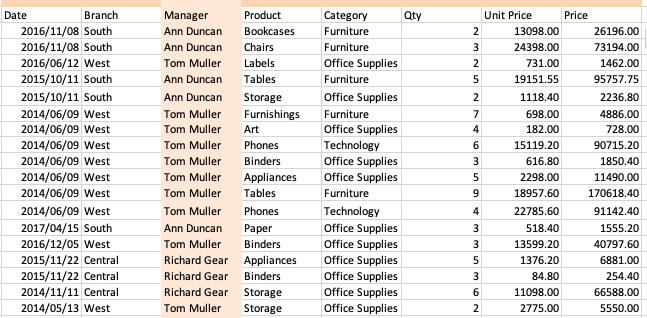 Date Branch Manager Product Category Qty Unit Price Price
2016/11/08 South Ann Duncan Bookcases Furniture 2 13098.00 26196.00
2016/11/08 South Ann Duncan Chairs Furniture 3 24398.00 73194.00
2016/06/12 West Tom Muller Labels Office Supplies 2 731.00 1462.00
2015/10/11 South Ann Duncan Tables Furniture 5 19151.55 95757.75
2015/10/11 South Ann Duncan Storage Office Supplies 2 1118.40 2236.80
2014/06/09 West Tom Muller Furnishings Furniture 7 698.00 4886.00
2014/06/09 West Tom Muller Art Office Supplies 4 182.00 728.00
2014/06/09 West Tom Muller Phones Technology 6 15119.20 90715.20
2014/06/09 West Tom Muller Binders Office Supplies 3 616.80 1850.40
2014/06/09 West Tom Muller Appliances Office Supplies 5 2298.00 11490.00
2014/06/09 West Tom Muller Tables Furniture 9 18957.60 170618.40
2014/06/09 West Tom Muller Phones Technology 4 22785.60 91142.40
2017/04/15 South Ann Duncan Paper Office Supplies 3 518.40 1555.20
2016/12/05 West Tom Muller Binders Office Supplies 3 13599.20 40797.60
2015/11/22 Central Richard Gear Appliances Office Supplies 5 1376.20 6881.00
2015/11/22 Central Richard Gear Binders Office Supplies 3 84.80 254.40
2014/11/11 Central Richard Gear Storage Office Supplies 6 11098.00 66588.00
2014/05/13 West Tom Muller Storage Office Supplies 2 2775.00 5550.00